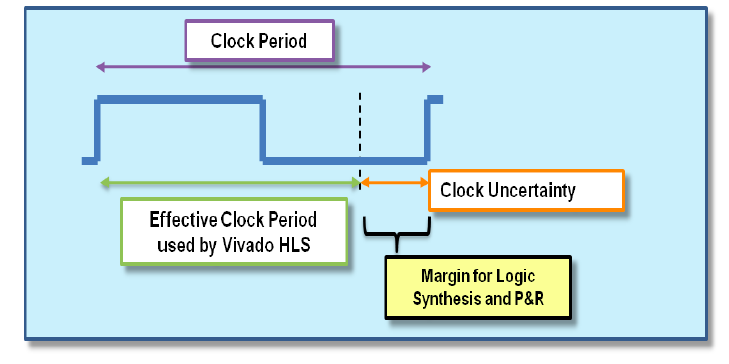 Clock Period
Clock Uncertainty
Effective Clock Period
used by Vivado HLS
Margin for Logic
Synthesis and P&R